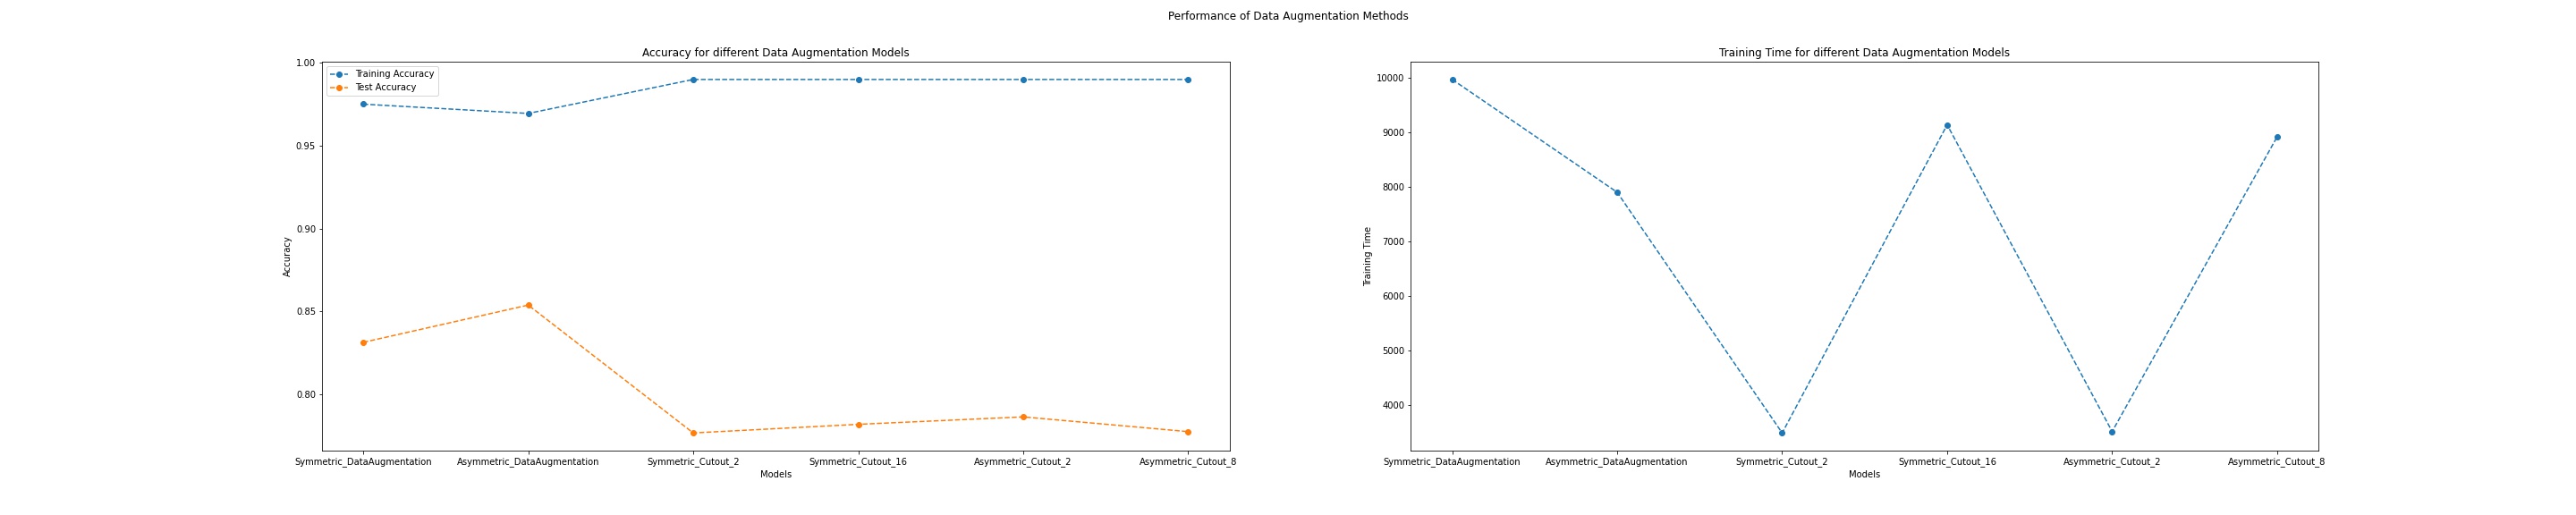 Performance of Data Augmentation Methods
Accuracy for different Data Augmentation Models
1.00
0.95
0.90
0.85
0.80
Accuracy
Training Accuracy
Test Accuracy
Symmetric_DataAugmentation
Asymmetric_DataAugmentation
Symmetric_Cutout_2
Symmetric_Cutout_16
Asymmetric_Cutout_2
Asymmetric_Cutout_8
Models
Training Time for different Data Augmentation Models
10000
9000
8000
7000
6000
5000
4000
Training Time
Symmetric_DataAugmentation
Asymmetric_DataAugmentation
Symmetric_Cutout_2
Symmetric_Cutout_16
Asymmetric_Cutout_2
Asymmetric_Cutout_8
Models